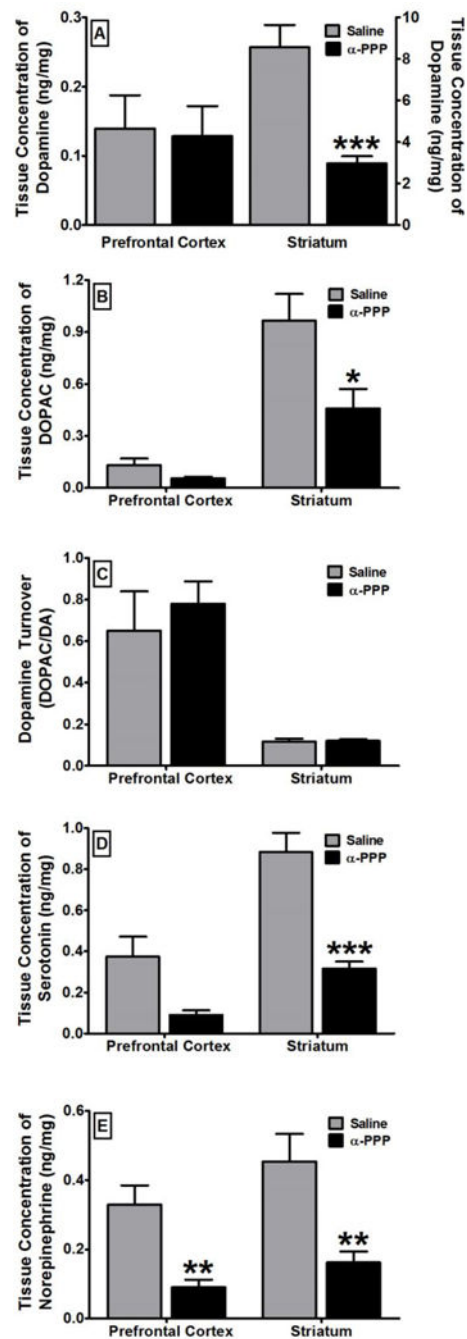 A
Tissue Concentration of
Dopamine (ng/mg)
0.3
0.2
0.1
0.0
Saline
α-PPP
***
10
8
6
4
2
0
Tissue Concentration of
Dopamine (ng/mg)
Prefrontal Cortex Striatum
B
Tissue Concentration of
DOPAC (ng/mg)
1.2
0.9
0.6
0.3
0.0
Saline
α-PPP
*
Prefrontal Cortex Striatum
C
Dopamine Turnover
(DOPAC/DA)
1.0
0.8
0.6
0.4
0.2
0.0
Saline
α-PPP
Prefrontal Cortex Striatum
D
Tissue Concentration of
Serotonin (ng/mg)
1.0
0.8
0.6
0.4
0.2
0.0
Saline
α-PPP
***
Prefrontal Cortex Striatum
E
Tissue Concentration of
Norepinephrine (ng/mg)
0.6
0.4
0.2
0.0
Saline
α-PPP
**
**
Prefrontal Cortex Striatum